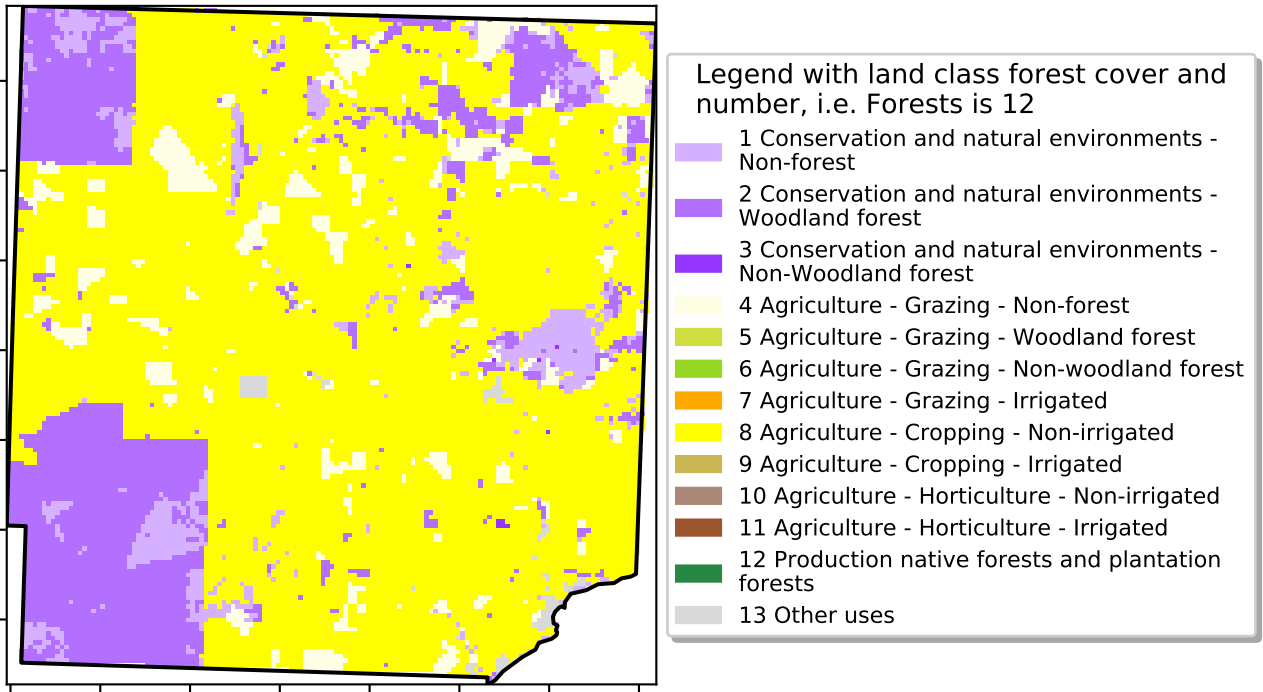 Legend with land class forest cover and
number, i.e. Forests is 12
1 Conservation and natural environments -
Non-forest
2 Conservation and natural environments -
Woodland forest
3 Conservation and natural environments -
Non-Woodland forest
4 Agriculture - Grazing - Non-forest
5 Agriculture - Grazing - Woodland forest
6 Agriculture - Grazing - Non-woodland forest
7 Agriculture - Grazing - Irrigated
8 Agriculture - Cropping - Non-irrigated
9 Agriculture - Cropping - Irrigated
10 Agriculture - Horticulture - Non-irrigated
11 Agriculture - Horticulture - Irrigated
12 Production native forests and plantation
forests
13 Other uses